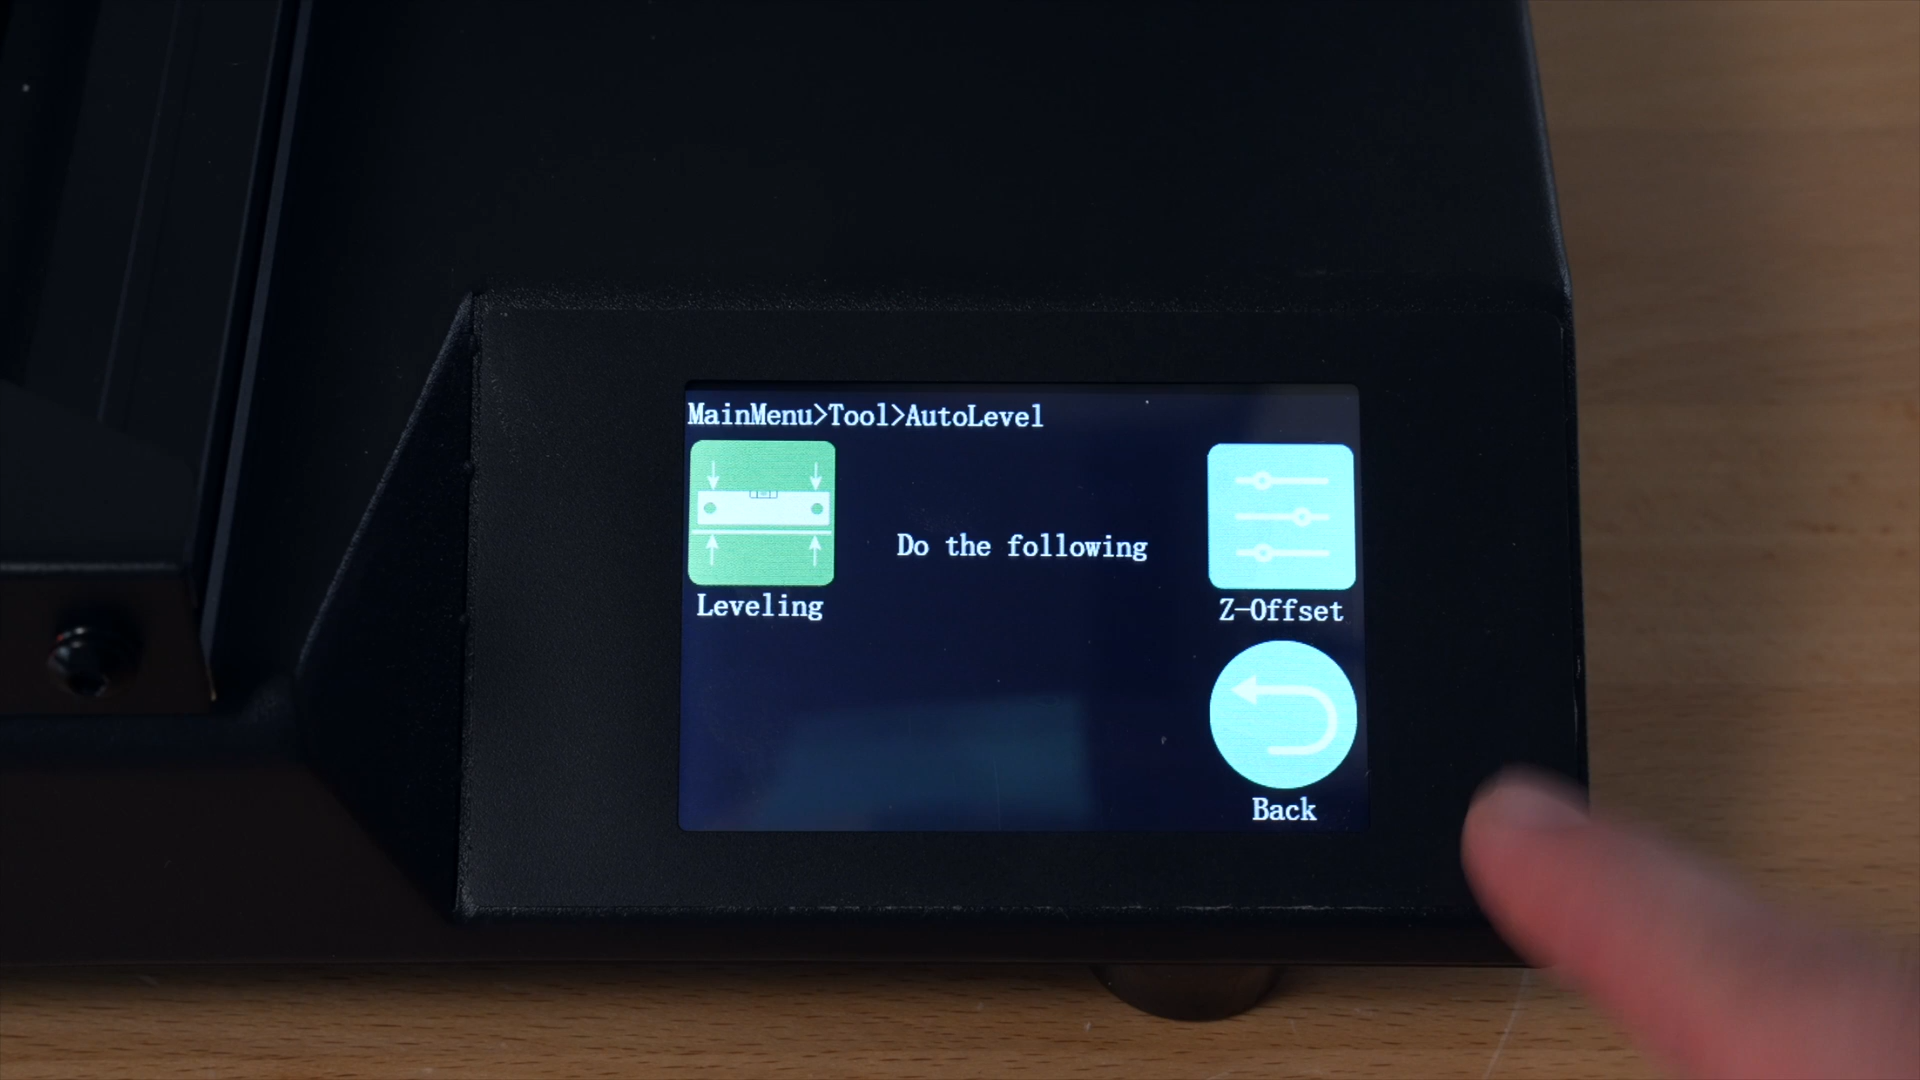 MainMenu>Tool>AutoLevel
Do the following
Leveling
Z-Offset
Back